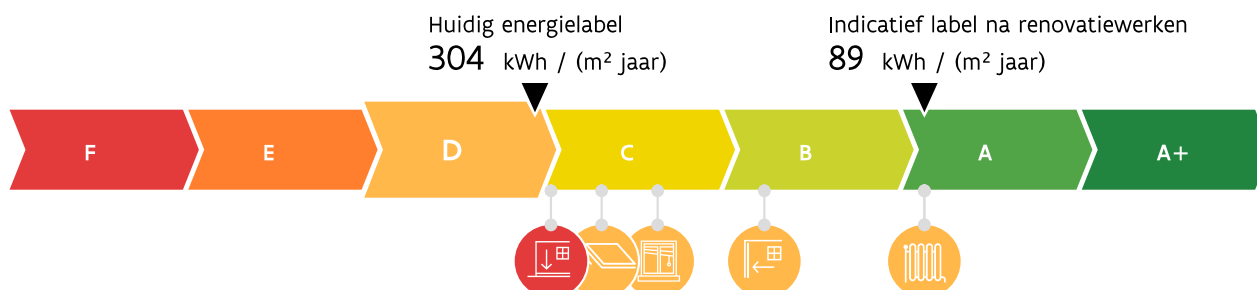 Huidig energielabel
304 kWh / (m² jaar)
Indicatief label na renovatiewerken
89 kWh / (m² jaar)
F E D C B A A+